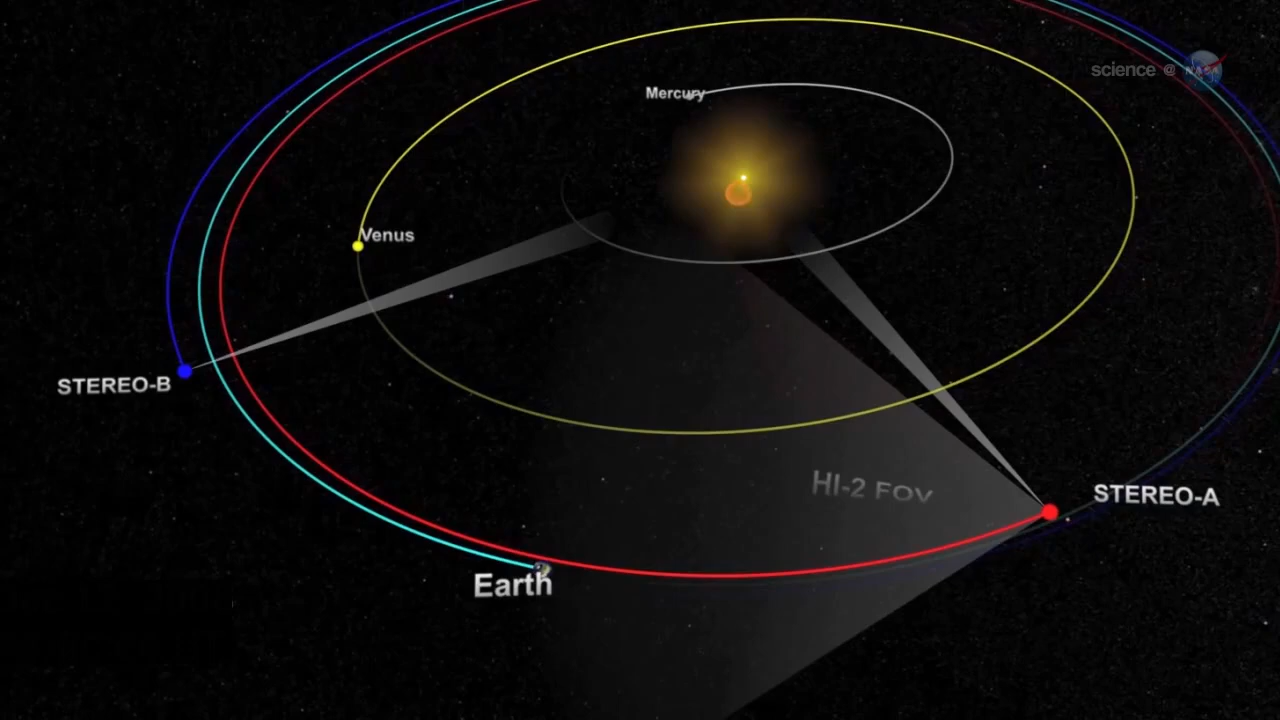 science @ NASA
Mercury
Venus
STEREO-B
HI-2 FOV
STEREO-A
Earth